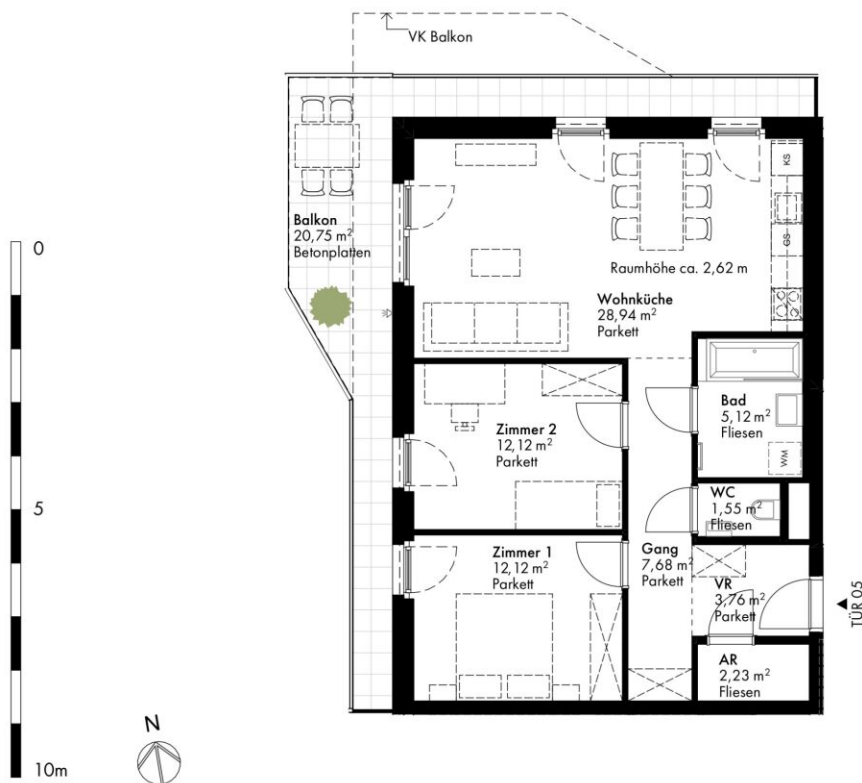 VK Balkon
KS
GS
Balkon
20,75 m²
Betonplatten
Raumhöhe ca. 2,62 m
Wohnküche
28,94 m²
Parkett
0
Bad
5,12 m²
Fliesen
WM
Zimmer 2
12,12 m²
Parkett
WC
1,55 m²
Fliesen
5
Zimmer 1
12,12 m²
Parkett
Gang
7,68 m²
Parkett
VR
3,76 m²
Parkett
TÜR 05
AR
2,23 m²
Fliesen
N
10m